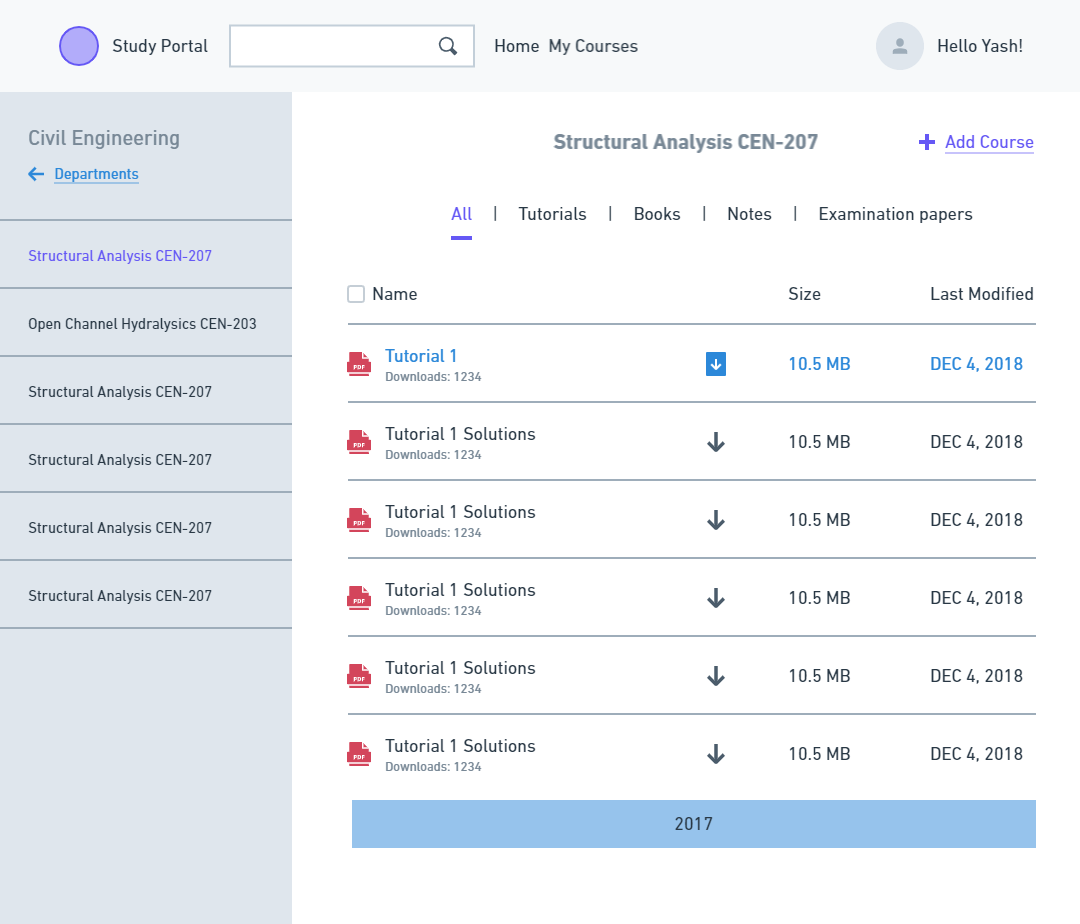 Study Portal
Home My Courses
Hello Yash!
Civil Engineering
Departments
Structural Analysis CEN-207
Open Channel Hydralysics CEN-203
Structural Analysis CEN-207
Structural Analysis CEN-207
Structural Analysis CEN-207
Structural Analysis CEN-207
Structural Analysis CEN-207
Add Course
All | Tutorials | Books | Notes | Examination papers
Name Size Last Modified
PDF Tutorial 1 10.5 MB DEC 4, 2018
Downloads: 1234
PDF Tutorial 1 Solutions 10.5 MB DEC 4, 2018
Downloads: 1234
PDF Tutorial 1 Solutions 10.5 MB DEC 4, 2018
Downloads: 1234
PDF Tutorial 1 Solutions 10.5 MB DEC 4, 2018
Downloads: 1234
PDF Tutorial 1 Solutions 10.5 MB DEC 4, 2018
Downloads: 1234
PDF Tutorial 1 Solutions 10.5 MB DEC 4, 2018
Downloads: 1234
2017